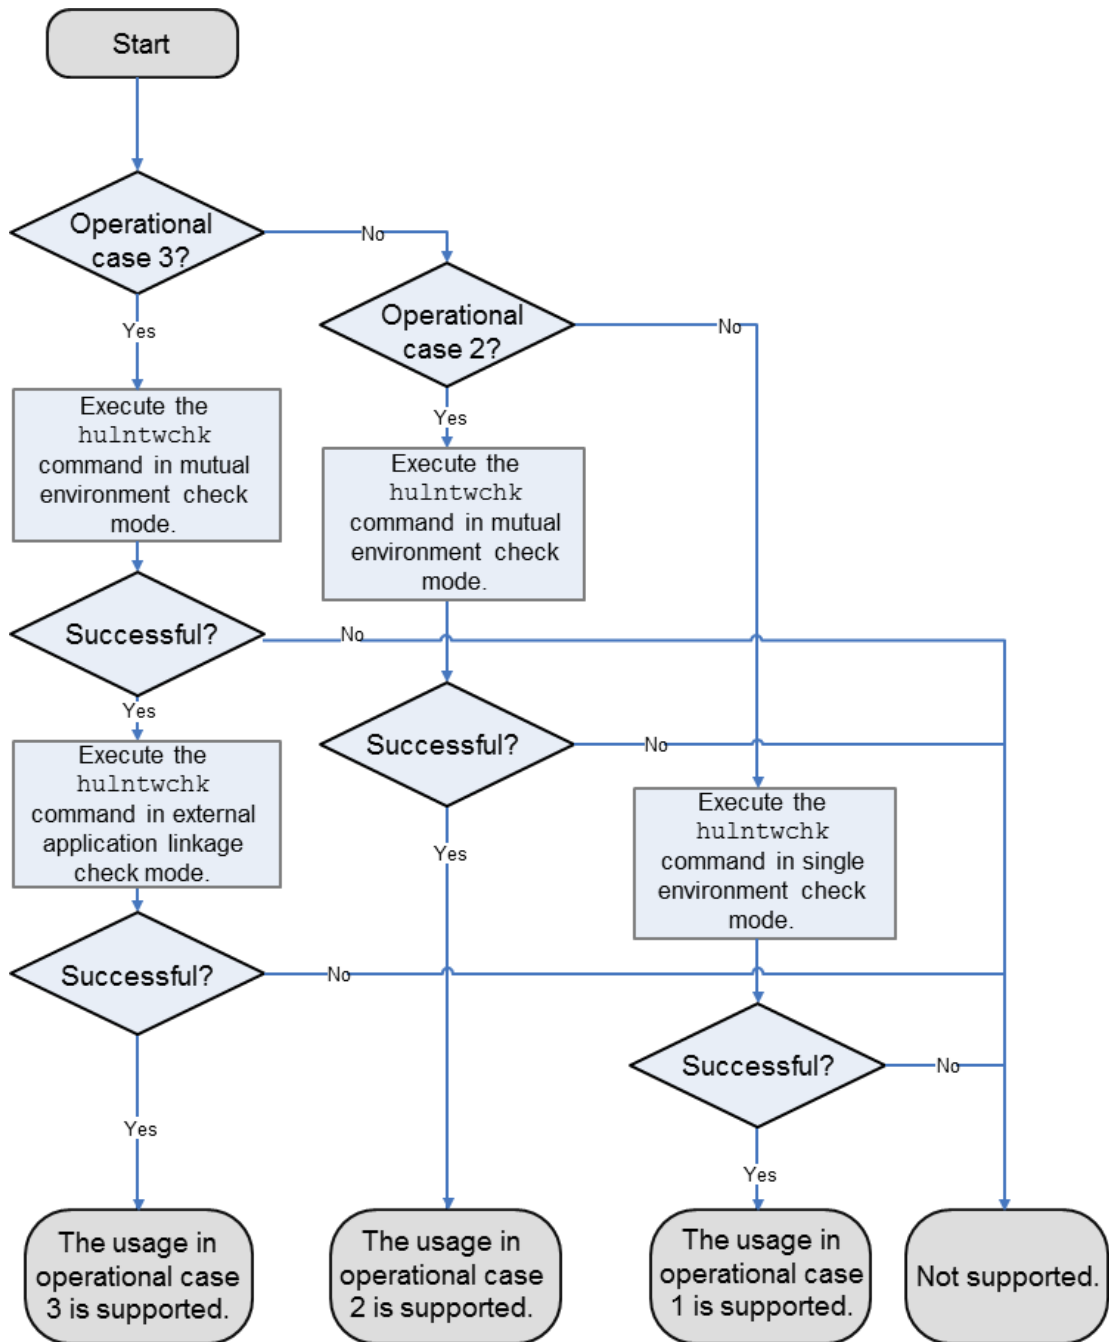 Start
Operational
case 3?
No
Operational
case 2?
No
Yes
Execute the
hulntwchk
command in mutual
environment check
mode.
Yes
Execute the
hulntwchk
command in mutual
environment check
mode.
Successful?
No
Yes
Successful?
No
Execute the
hulntwchk
command in external
application linkage
check mode.
Yes
Execute the
hulntwchk
command in single
environment check
mode.
Successful?
No
Successful?
No
Yes
Yes
The usage in
operational case
3 is supported.
The usage in
operational case
2 is supported.
The usage in
operational case
1 is supported.
Not supported.